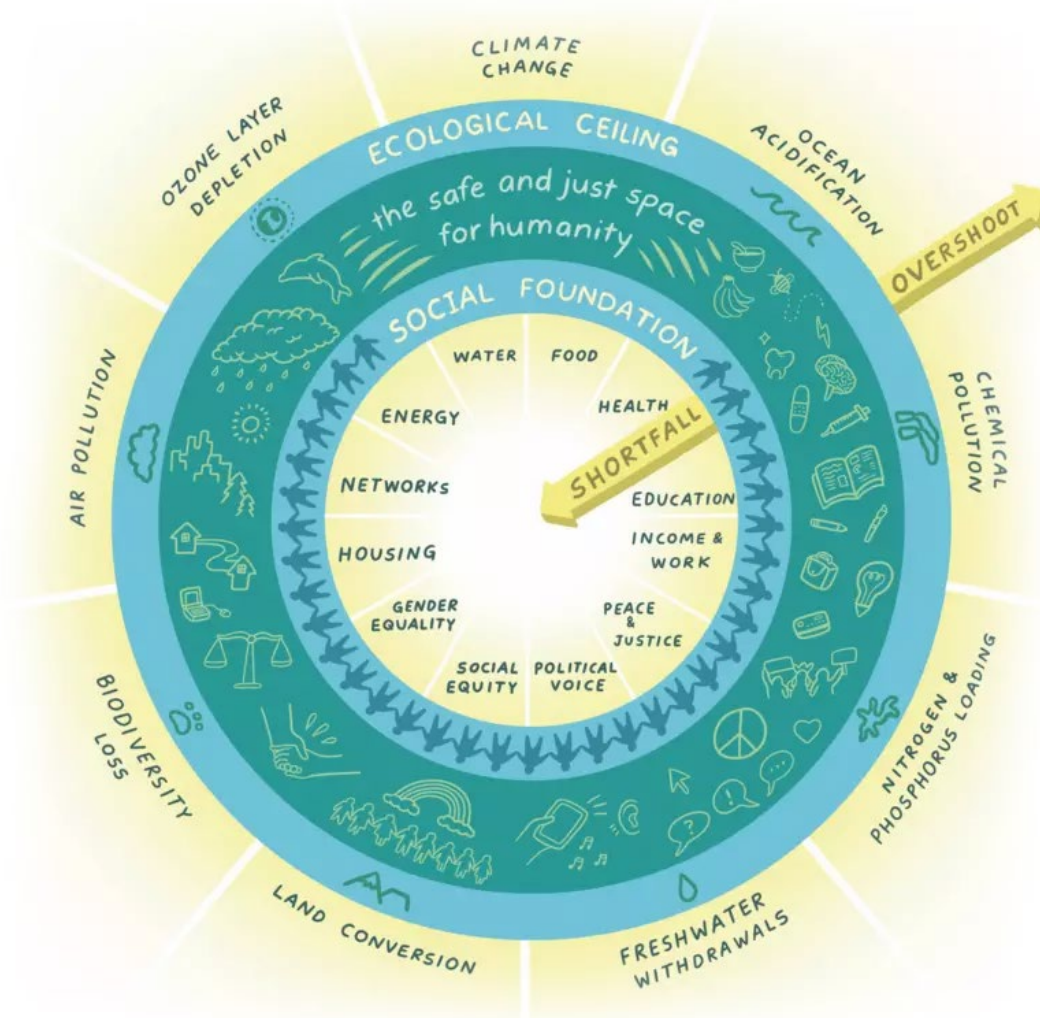 CLIMATE
CHANGE
OZONE LAYER
DEPLETION
OCEAN
ACIDIFICATION
ECOLOGICAL CEILING
the safe and just space
for humanity
OVERSHOOT
SOCIAL FOUNDATION
WATER
FOOD
ENERGY
HEALTH
SHORTFALL
NETWORKS
EDUCATION
HOUSING
INCOME &
WORK
GENDER
EQUALITY
PEACE
&
JUSTICE
SOCIAL
EQUITY
POLITICAL
VOICE
AIR POLLUTION
CHEMICAL
POLLUTION
BIODIVERSITY
LOSS
NITROGEN &
PHOSPHORUS LOADING
LAND CONVERSION
FRESHWATER
WITHDRAWALS
?
!
...